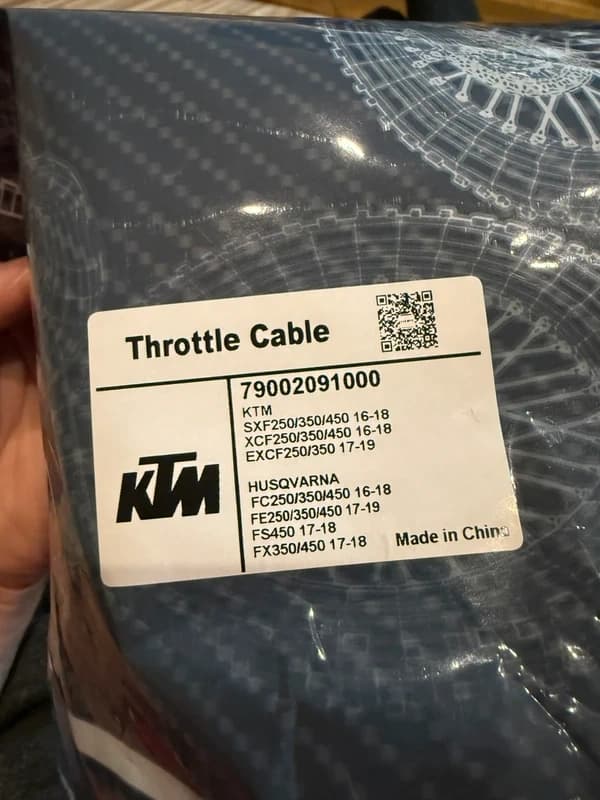 Throttle Cable
79002091000
KTM
SXF250/350/450 16-18
XCF250/350/450 16-18
EXCF250/350 17-19
KTM
HUSQVARNA
FC250/350/450 16-18
FE250/350/450 17-19
FS450 17-18
FX350/450 17-18
Made in China